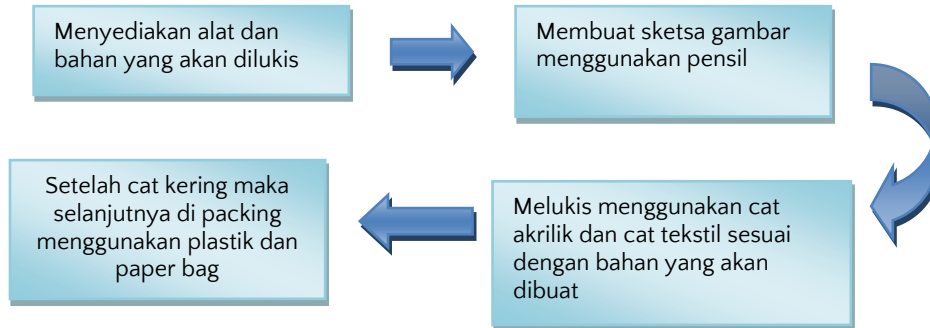 Menyediakan alat dan
bahan yang akan dilukis
Membuat sketsa gambar
menggunakan pensil
Melukis menggunakan cat
akrilik dan cat tekstil sesuai
dengan bahan yang akan
dibuat
Setelah cat kering maka
selanjutnya di packing
menggunakan plastik dan
paper bag